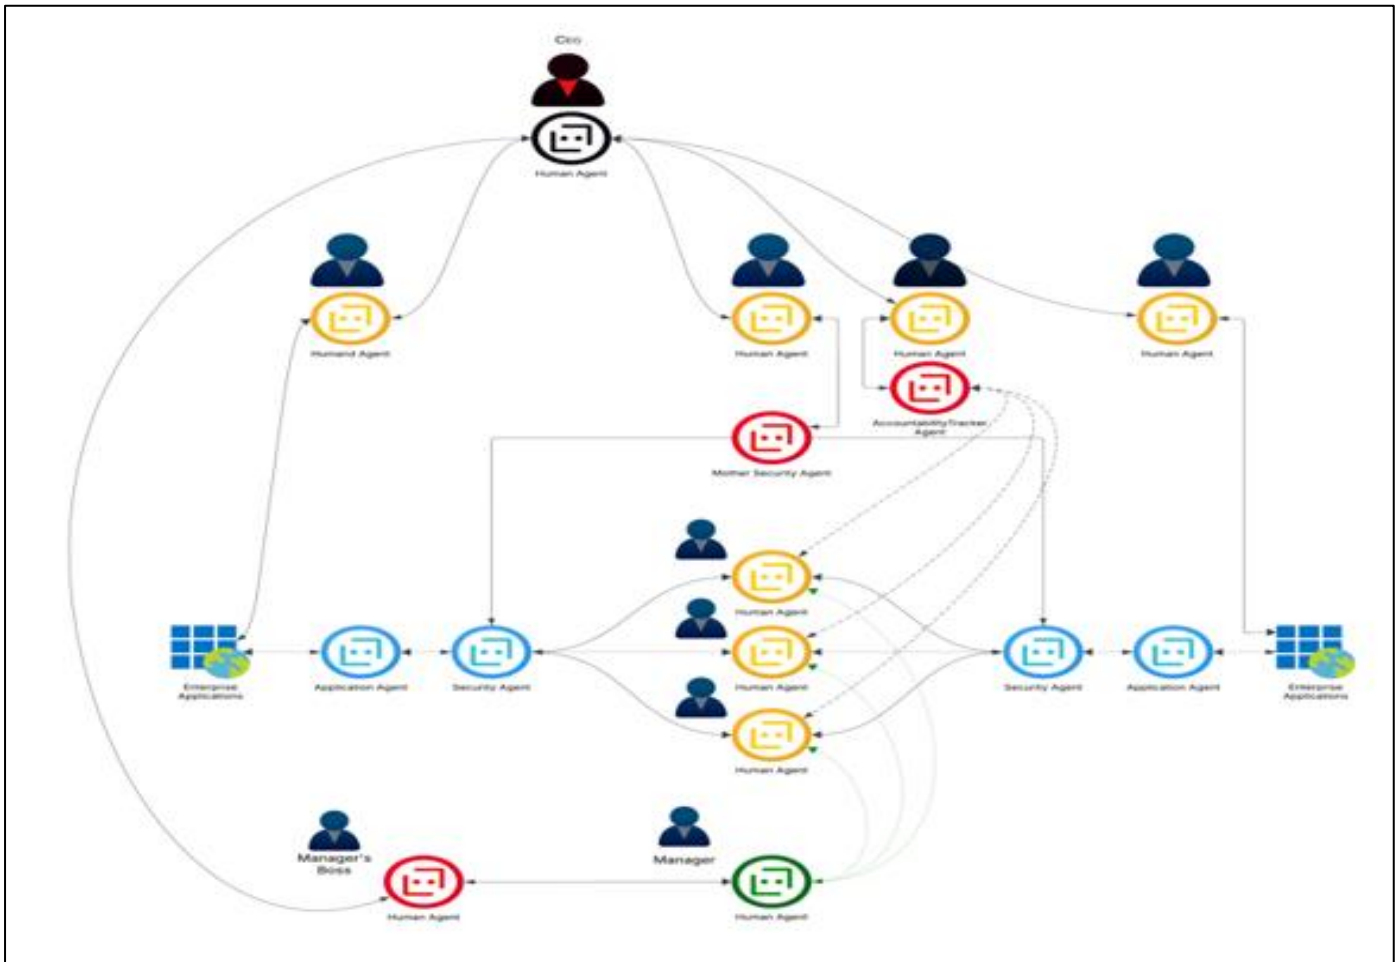 Ceo
Human Agent
Humand Agent
Human Agent
Human Agent
Human Agent
AccountabilityTracker
Agent
Mother Security Agent
Human Agent
Enterprise
Applications
Application Agent
Security Agent
Human Agent
Security Agent
Application Agent
Enterprise
Applications
Human Agent
Manager's
Boss
Manager
Human Agent
Human Agent